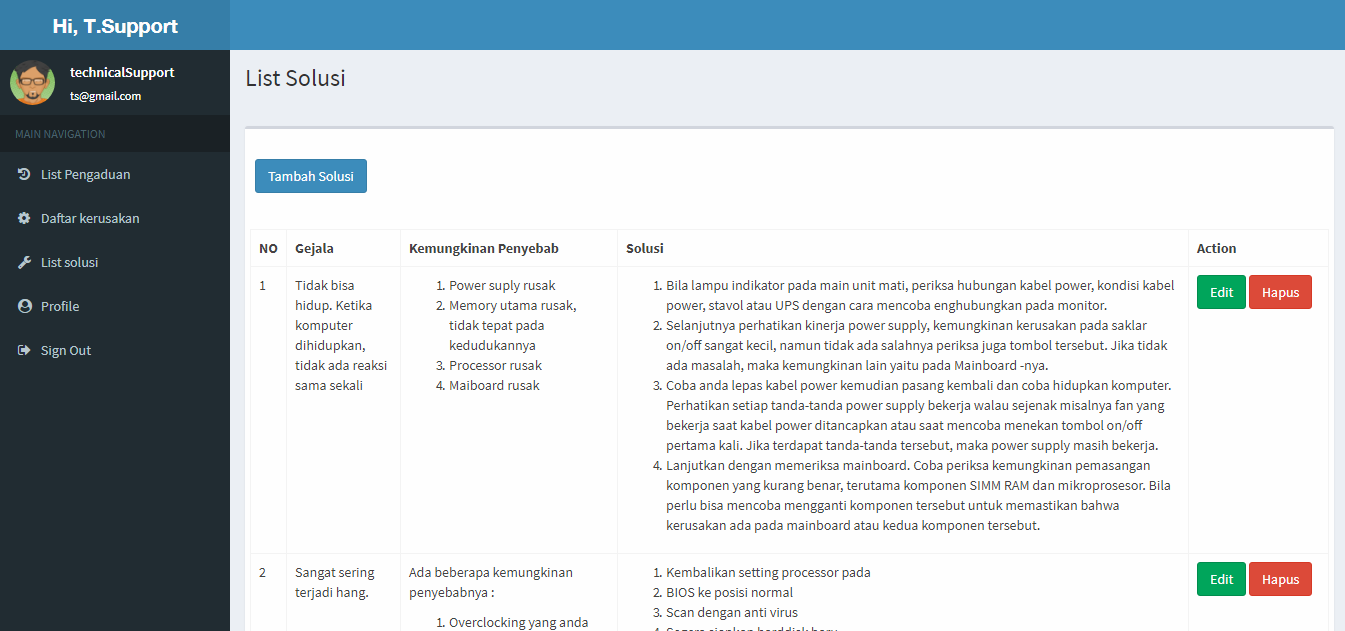 Hi, T.Support
technicalSupport
ts@gmail.com
MAIN NAVIGATION
List Pengaduan
Daftar kerusakan
List solusi
Profile
Sign Out
List Solusi
Tambah Solusi
NO Gejala Kemungkinan Penyebab Solusi Action
1
Tidak bisa
hidup. Ketika
komputer
dihidupkan,
tidak ada reaksi
sama sekali
1. Power suply rusak
2. Memory utama rusak,
tidak tepat pada
kedudukannya
3. Processor rusak
4. Maiboard rusak
1. Bila lampu indikator pada main unit mati, periksa hubungan kabel power, kondisi kabel
power, stavol atau UPS dengan cara mencoba enghubungkan pada monitor.
2. Selanjutnya perhatikan kinerja power supply, kemungkinan kerusakan pada saklar
on/off sangat kecil, namun tidak ada salahnya periksa juga tombol tersebut. Jika tidak
ada masalah, maka kemungkinan lain yaitu pada Mainboard -nya.
3. Coba anda lepas kabel power kemudian pasang kembali dan coba hidupkan komputer.
Perhatikan setiap tanda-tanda power supply bekerja walau sejenak misalnya fan yang
bekerja saat kabel power ditancapkan atau saat mencoba menekan tombol on/off
pertama kali. Jika terdapat tanda-tanda tersebut, maka power supply masih bekerja.
4. Lanjutkan dengan memeriksa mainboard. Coba periksa kemungkinan pemasangan
komponen yang kurang benar, terutama komponen SIMM RAM dan mikroprosesor. Bila
perlu bisa mencoba mengganti komponen tersebut untuk memastikan bahwa
kerusakan ada pada mainboard atau kedua komponen tersebut.
Edit Hapus
2
Sangat sering
terjadi hang.
Ada beberapa kemungkinan
penyebabnya :
1. Overclocking yang anda
1. Kembalikan setting processor pada
2. BIOS ke posisi normal
3. Scan dengan anti virus
4. Segera siapkan harddisk baru
Edit Hapus